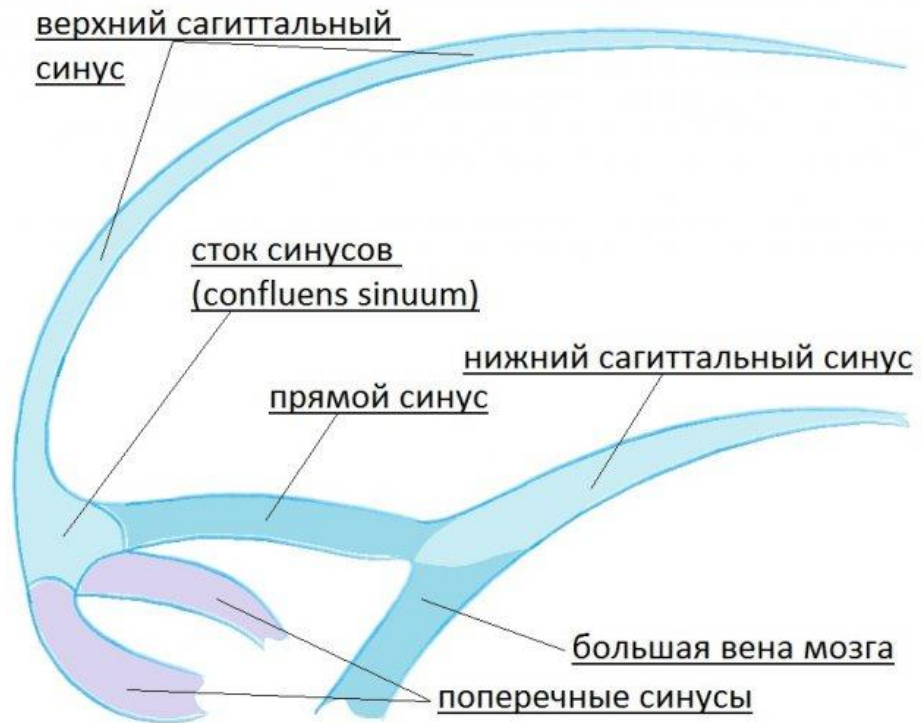 верхний сагиттальный
синус
сток синусов
(confluens sinuum)
нижний сагиттальный синус
прямой синус
большая вена мозга
поперечные синусы